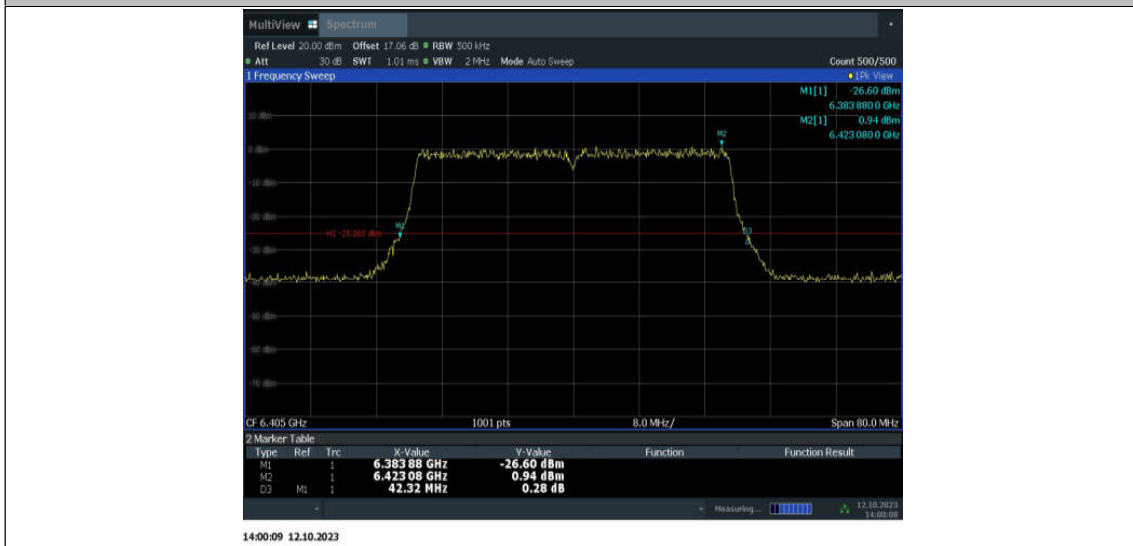 MultiView Spectrum
Ref Level 20.00 dBm Offset 17.06 dB RBW 500 kHz
Att 30 dB SWT 1.01 ms VBW 2 MHz Mode Auto Sweep Count 500/500
1 Frequency Sweep 1Pk View
M1[1] -26.60 dBm
6.383 880 0 GHz
10 dBm
M2[1] 0.94 dBm
6.423 080 0 GHz
M2
0 dBm
-10 dBm
-20 dBm
M1
D3
-30 dBm
-40 dBm
-50 dBm
-60 dBm
-70 dBm
CF 6.405 GHz 1001 pts 8.0 MHz/ Span 80.0 MHz
2 Marker Table
Type Ref Trc X-Value Y-Value Function Function Result
M1 1 6.383 88 GHz -26.60 dBm
M2 1 6.423 08 GHz 0.94 dBm
D3 M1 1 42.32 MHz 0.28 dB
Measuring... 12.10.2023
14:00:08
14:00:09 12.10.2023